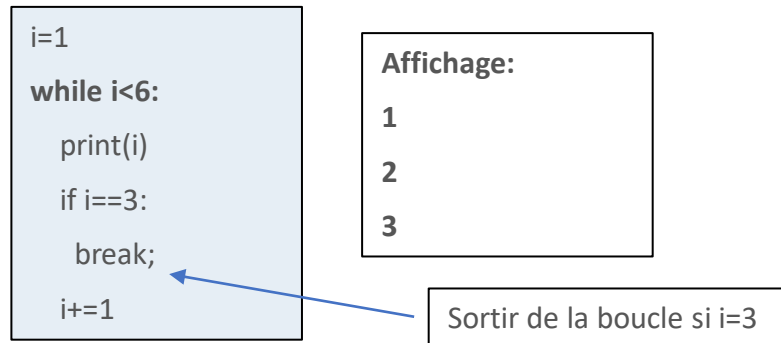 i=1
while i<6:
print(i)
if i==3:
break;
i+=1
Affichage:
1
2
3
Sortir de la boucle si i=3